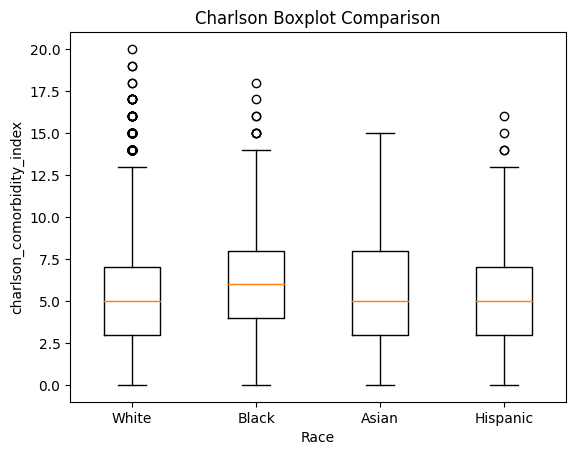 Charlson Boxplot Comparison
charlson_comorbidity_index
20.0
17.5
15.0
12.5
10.0
7.5
5.0
2.5
0.0
White Black Asian Hispanic
Race